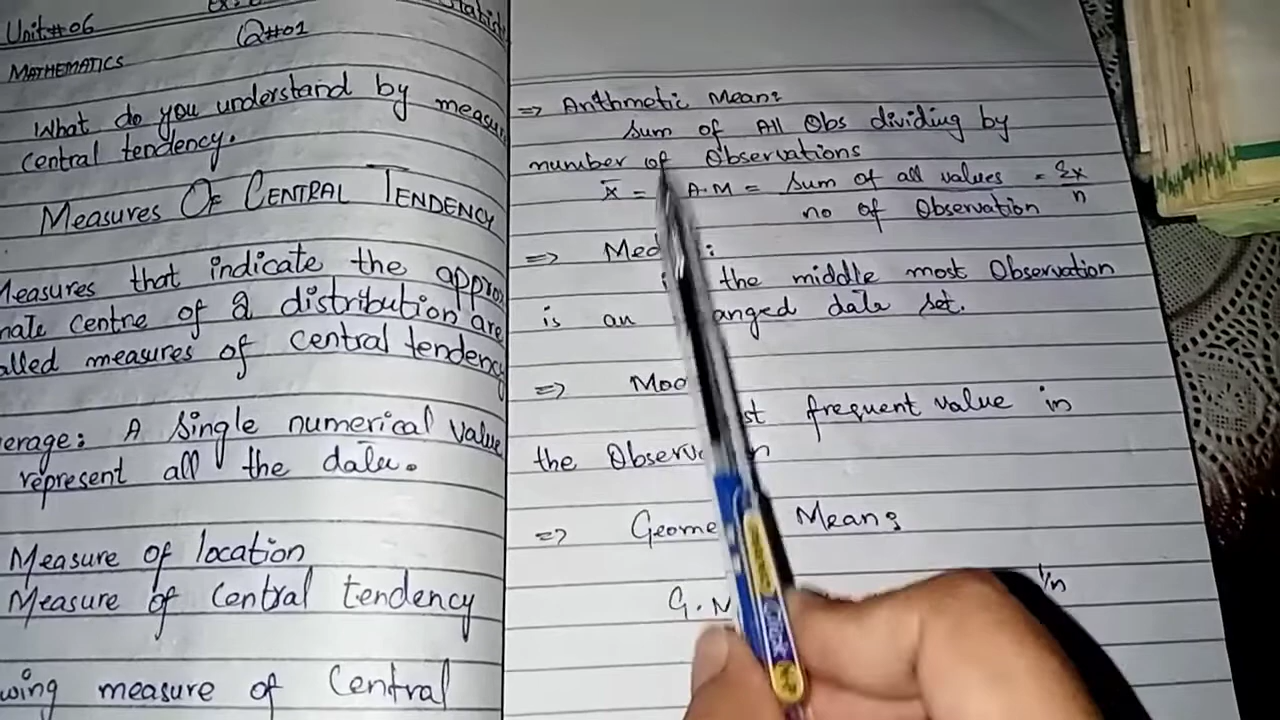 Unit#06
Q#01
MATHEMATICS
What do you understand by measur
central tendency.
MEASURES OF CENTRAL TENDENCY
Measures that indicate the approxi
mate centre of a distribution are
alled measures of central tendency
erage: A single numerical value
represent all the data.
Measure of location
Measure of central tendency
wing measure of central
=> Arithmetic Mean:
Sum of All Obs dividing by
number of Observations
x̄ = A.M = Sum of all values = Σx
no of Observation n
=> Med :
the middle most Observation
is an anged data set.
=> Mod
st frequent value in
the Observ n
=> Geome Mean:
G.M 1/n